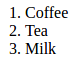 1. Coffee
2. Tea
3. Milk